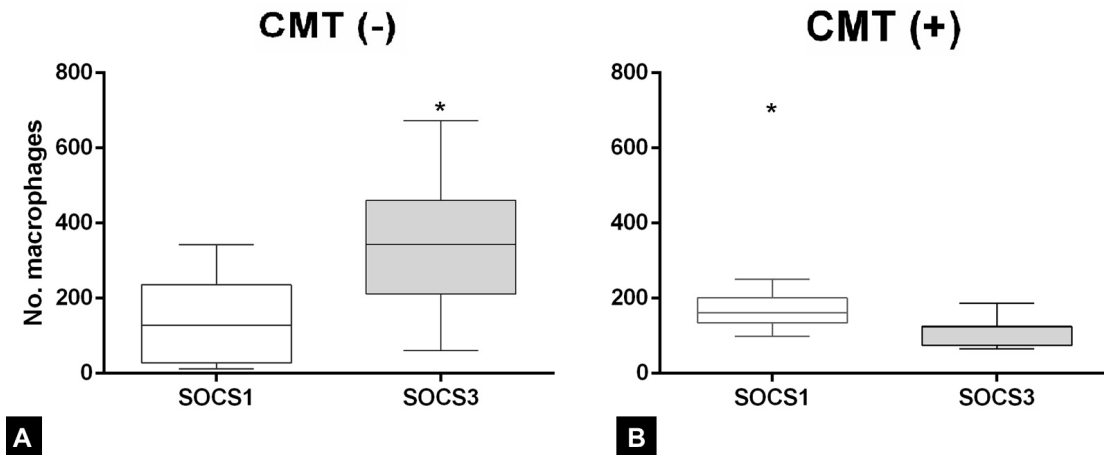 CMT (-)
No. macrophages
800
*
600
400
200
0
SOCS1 SOCS3
A
CMT (+)
800
*
600
400
200
0
SOCS1 SOCS3
B